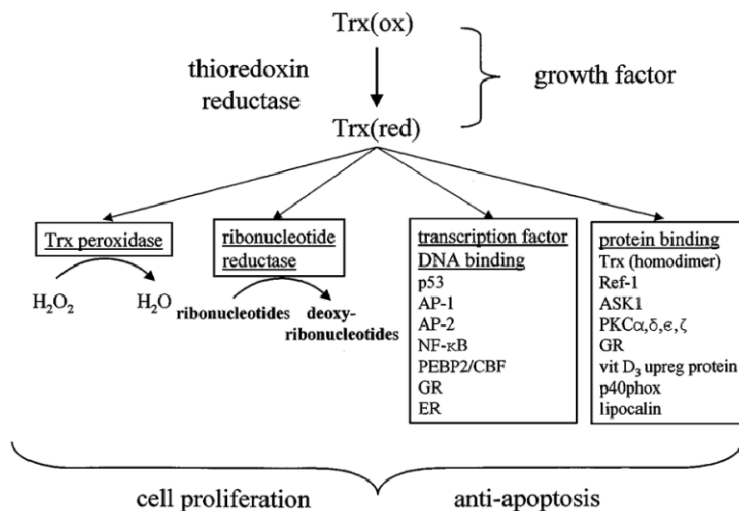 Trx(ox)
thioredoxin
reductase
growth factor
Trx(red)
Trx peroxidase
H₂O₂
H₂O
ribonucleotide
reductase
ribonucleotides
deoxy-
ribonucleotides
transcription factor
DNA binding
p53
AP-1
AP-2
NF-κB
PEBP2/CBF
GR
ER
protein binding
Trx (homodimer)
Ref-1
ASK1
PKCα,δ,ϵ,ζ
GR
vit D₃ upreg protein
p40phox
lipocalin
cell proliferation
anti-apoptosis